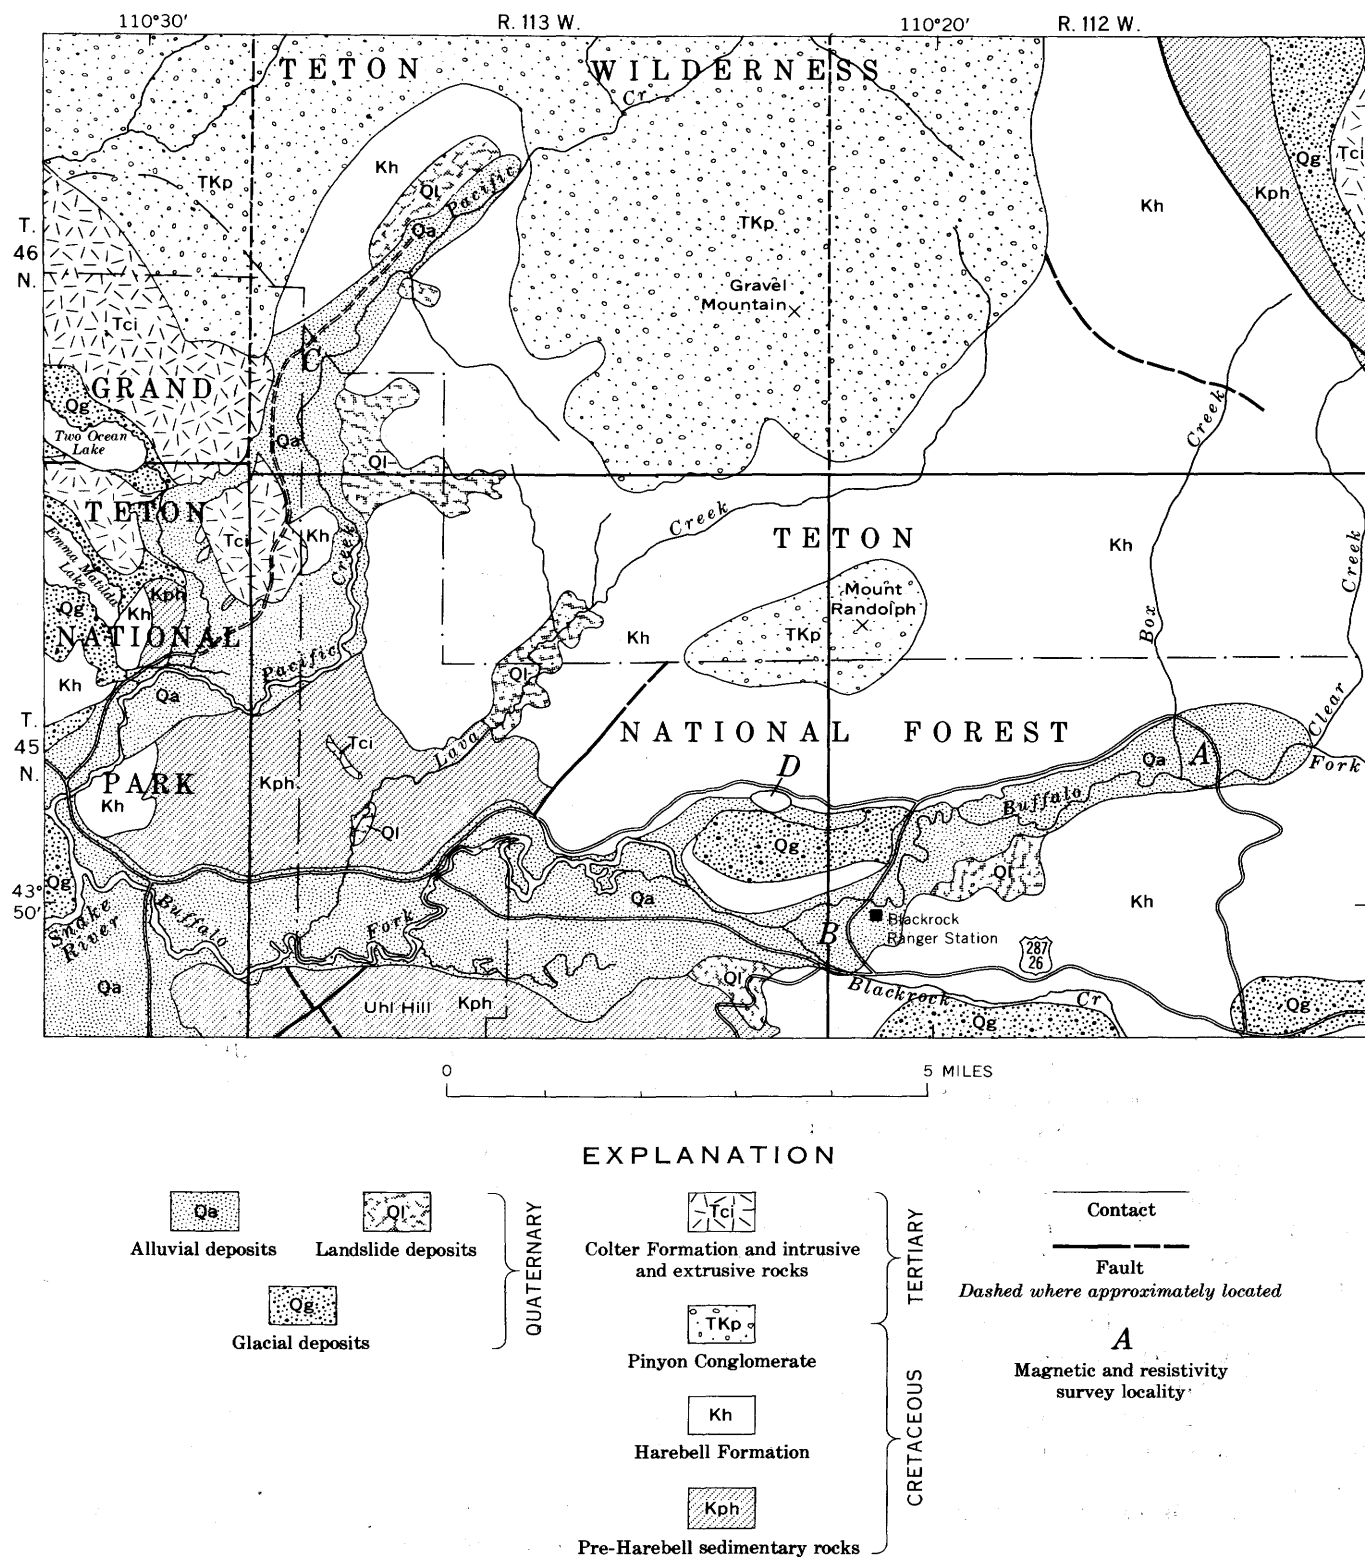 110°30′ R. 113 W. 110°20′ R. 112 W.
TETON WILDERNESS
Cr
Kh
Qg
Tci
TKp
Ql
Pacific
Kph
Kh
T.
46
N.
Qa
TKp
Gravel
Mountain
Tci
C
GRAND
Qg
Two Ocean
Lake
Creek
Qa
Ql
TETON
Creek
TETON
Emma Matilda
Lake
Tci
Kh
Creek
Kh
Creek
Kph
Qg
Kh
Mount
Randolph
TKp
Box
NATIONAL
Kh
Pacific
Ql
Kh
Qa
Clear
T.
45
N.
NATIONAL FOREST
Tci
Lava
D
Qa
A
Fork
PARK
Kph
Kh
Buffalo
Ql
Qg
Ql
Qg
43°
50′
Qa
Kh
Snake
River
Buffalo
Fork
B
Blackrock
Ranger Station
287
26
Qa
Ql
Blackrock
Cr
Uhl Hill
Kph
Qg
Qg
0 5 MILES
EXPLANATION
Qa
Alluvial deposits
Ql
Landslide deposits
Qg
Glacial deposits
QUATERNARY
Tci
Colter Formation and intrusive
and extrusive rocks
TERTIARY
TKp
Pinyon Conglomerate
Kh
Harebell Formation
Kph
Pre-Harebell sedimentary rocks
CRETACEOUS
Contact
Fault
Dashed where approximately located
A
Magnetic and resistivity
survey locality